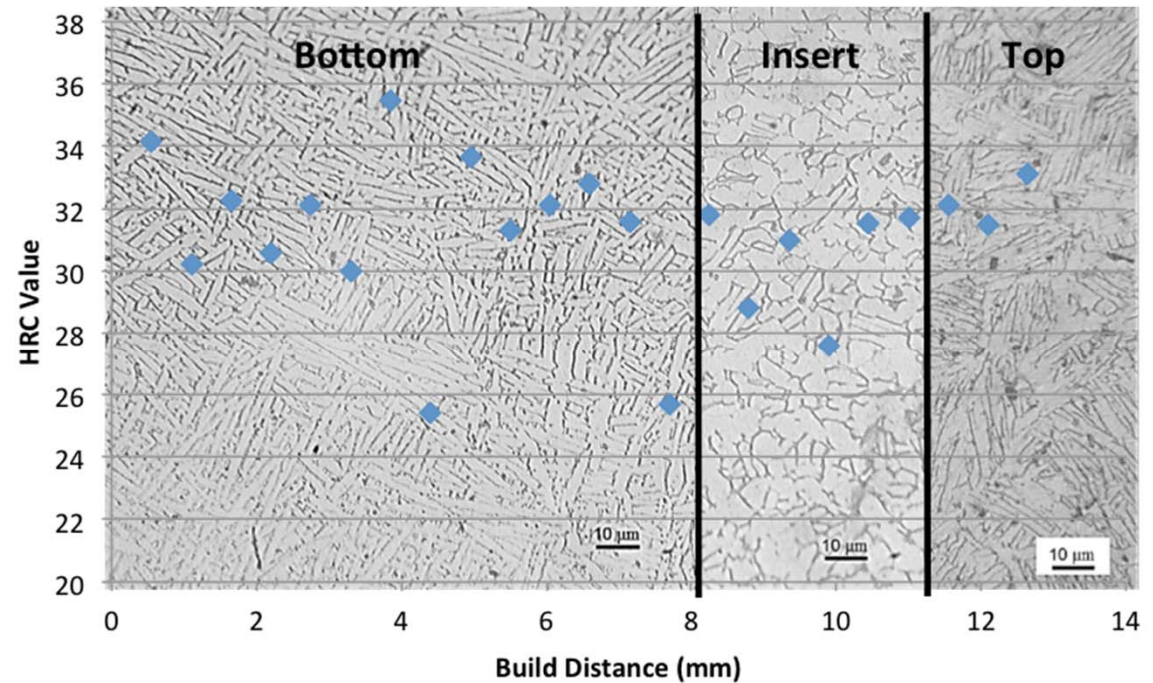 38
36
34
32
30
28
26
24
22
20
HRC Value
Bottom
Insert
Top
10 μm
10 μm
10 μm
0 2 4 6 8 10 12 14
Build Distance (mm)